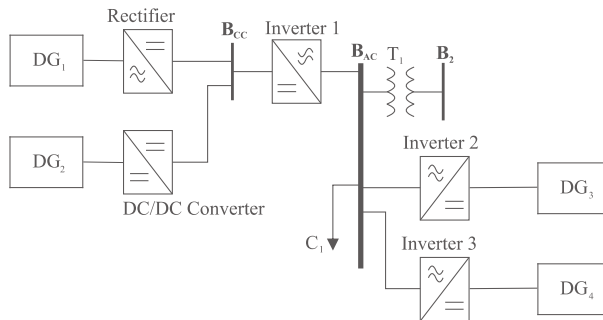 Rectifier
Inverter 1
B_CC
B_AC
T_1
B_2
DG_1
DG_2
DC/DC Converter
Inverter 2
DG_3
C_1
Inverter 3
DG_4